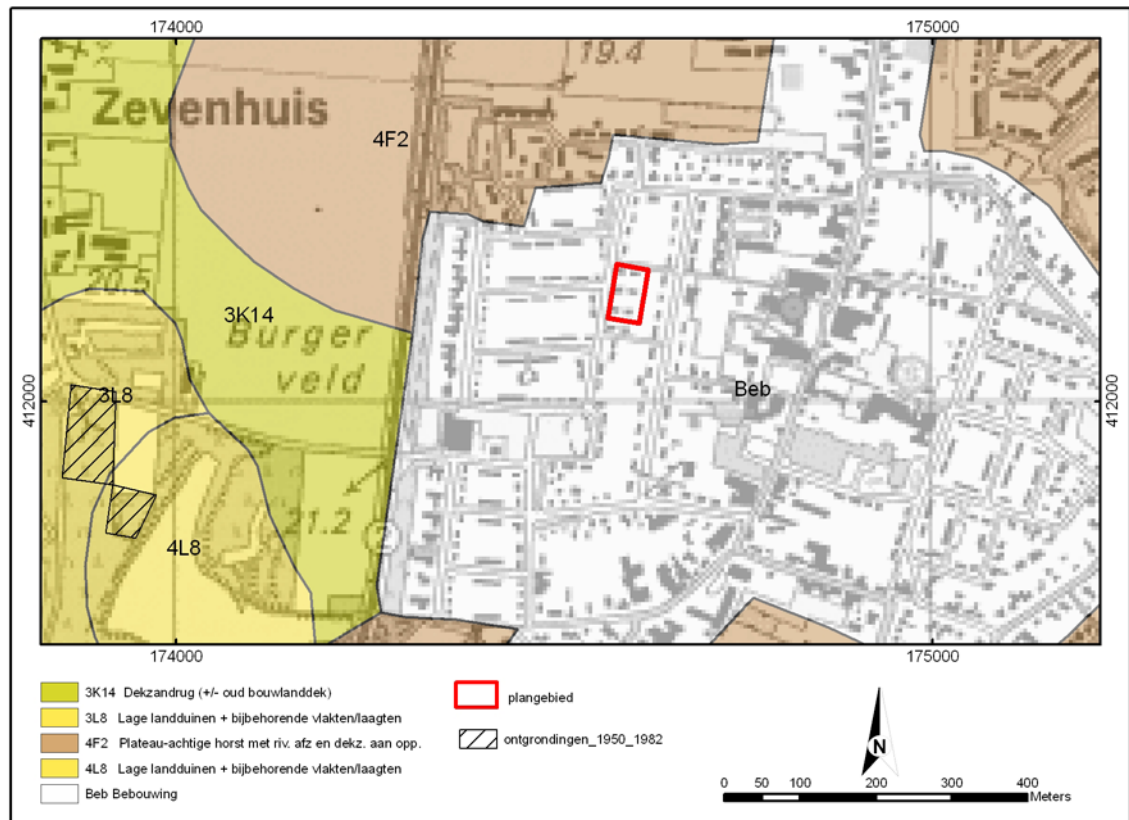 174000 175000
19.4
Zevenhuis
4F2
20.5
3K14
Burger
veld
3L8
Beb
412000 412000
21.2
4L8
174000 175000
3K14 Dekzandrug (+/- oud bouwlanddek)
3L8 Lage landduinen + bijbehorende vlakten/laagten
4F2 Plateau-achtige horst met riv. afz en dekz. aan opp.
4L8 Lage landduinen + bijbehorende vlakten/laagten
Beb Bebouwing
plangebied
ontgrondingen_1950_1982
N
0 50 100 200 300 400
Meters